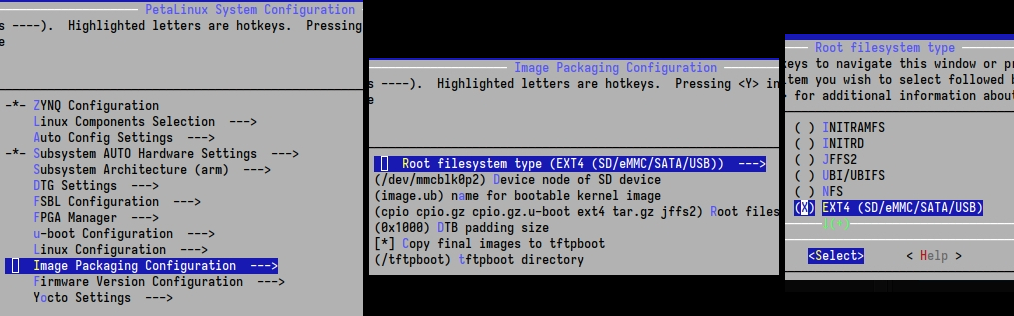 PetaLinux System Configuration
s ----). Highlighted letters are hotkeys. Pressing
e
-*- ZYNQ Configuration
Linux Components Selection --->
Auto Config Settings --->
-*- Subsystem AUTO Hardware Settings --->
Subsystem Architecture (arm) --->
DTG Settings --->
FSBL Configuration --->
FPGA Manager --->
u-boot Configuration --->
Linux Configuration --->
Image Packaging Configuration --->
Firmware Version Configuration --->
Yocto Settings --->
Image Packaging Configuration
s ----). Highlighted letters are hotkeys. Pressing <Y> in
e
Root filesystem type (EXT4 (SD/eMMC/SATA/USB)) --->
(/dev/mmcblk0p2) Device node of SD device
(image.ub) name for bootable kernel image
(cpio cpio.gz cpio.gz.u-boot ext4 tar.gz jffs2) Root files
(0x1000) DTB padding size
[*] Copy final images to tftpboot
(/tftpboot) tftpboot directory
Root filesystem type
keys to navigate this window or pr
item you wish to select followed b
for additional information about
( ) INITRAMFS
( ) INITRD
( ) JFFS2
( ) UBI/UBIFS
( ) NFS
(X) EXT4 (SD/eMMC/SATA/USB)
<Select> < Help >